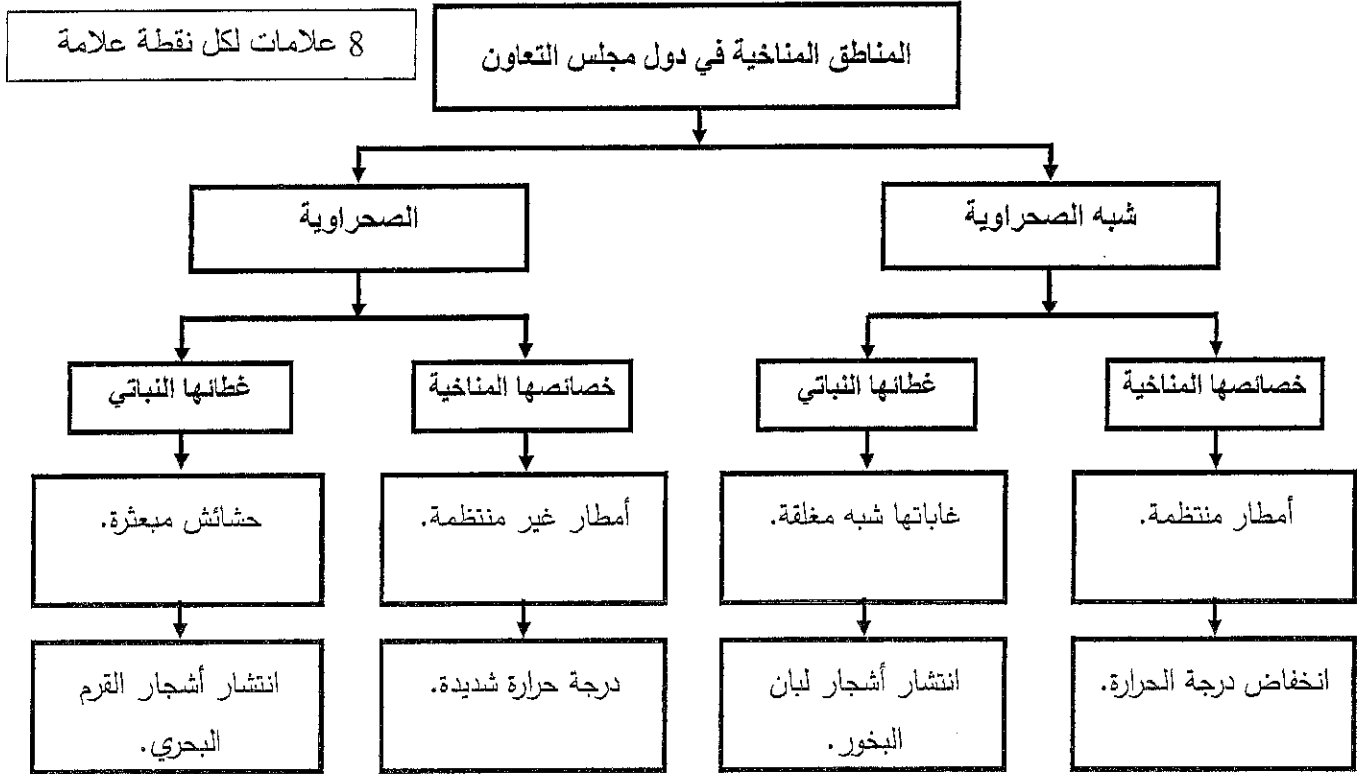 8 علامات لكل نقطة علامة
المناطق المناخية في دول مجلس التعاون
شبه الصحراوية
الصحراوية
خصائصها المناخية
غطائها النباتي
خصائصها المناخية
غطائها النباتي
أمطار منتظمة.
غاباتها شبه مغلقة.
أمطار غير منتظمة.
حشائش مبعثرة.
انخفاض درجة الحرارة.
انتشار أشجار لبان
البخور.
درجة حرارة شديدة.
انتشار أشجار القرم
البحري.